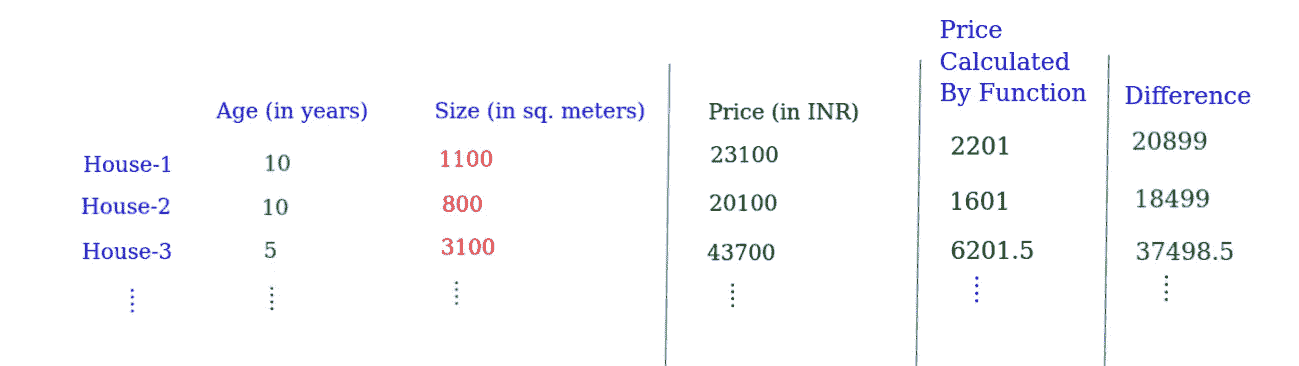 Price
Calculated
By Function
Age (in years) Size (in sq. meters) Price (in INR) Difference
House-1 10 1100 23100 2201 20899
House-2 10 800 20100 1601 18499
House-3 5 3100 43700 6201.5 37498.5